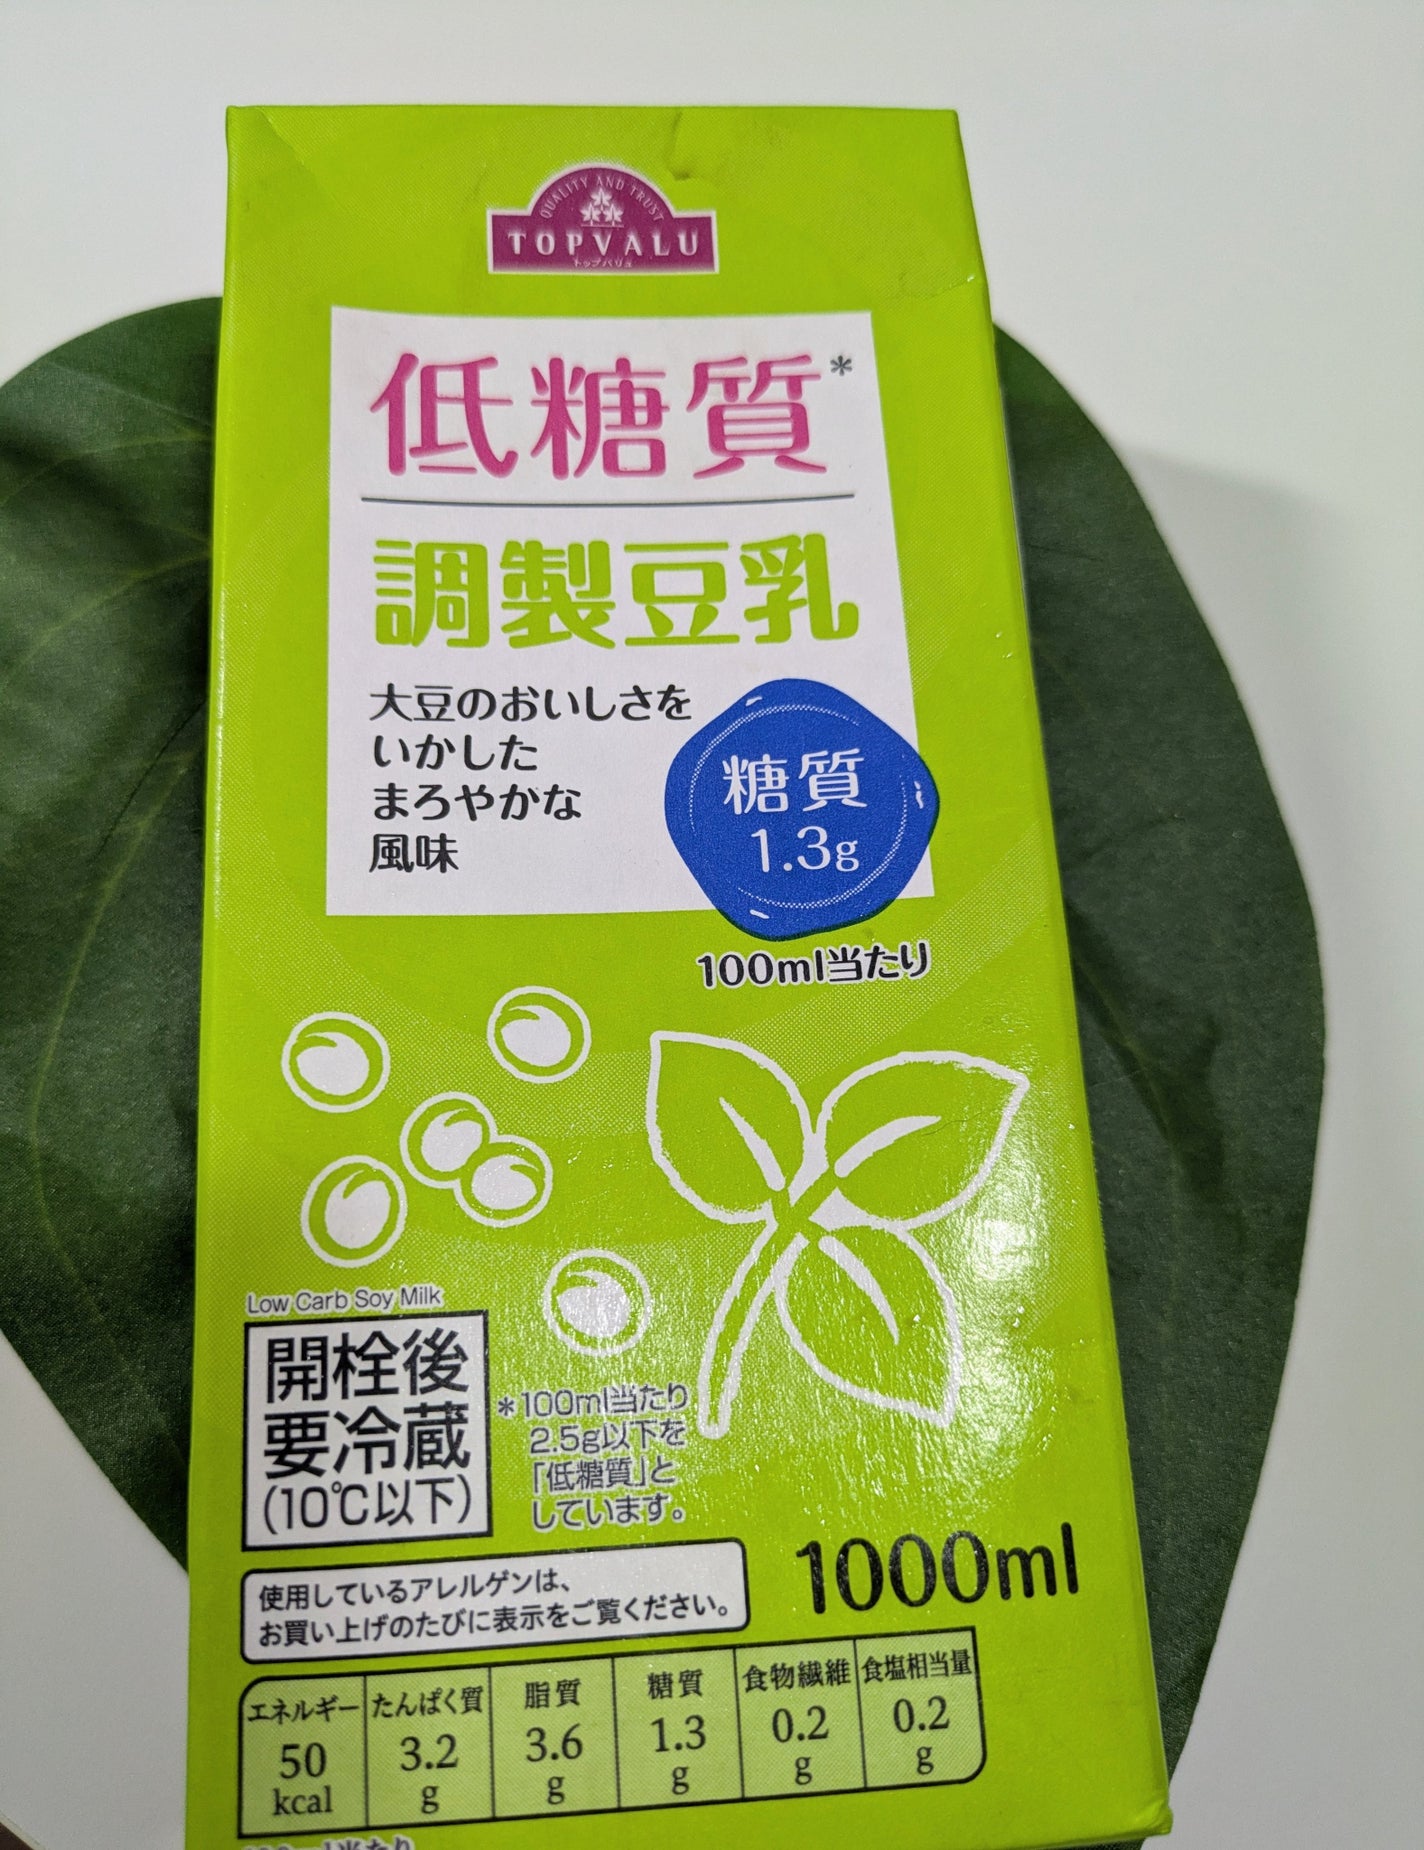 QUALITY AND TRUST
TOPVALU
トップバリュ
低糖質*
調製豆乳
大豆のおいしさを
いかした
まろやかな
風味
糖質
1.3g
100ml当たり
Low Carb Soy Milk
開栓後
要冷蔵
(10℃以下)
*100ml当たり
2.5g以下を
「低糖質」と
しています。
1000ml
使用しているアレルゲンは、
お買い上げのたびに表示をご覧ください。
エネルギー たんぱく質 脂質 糖質 食物繊維 食塩相当量
50 3.2 3.6 1.3 0.2 0.2
kcal g g g g g